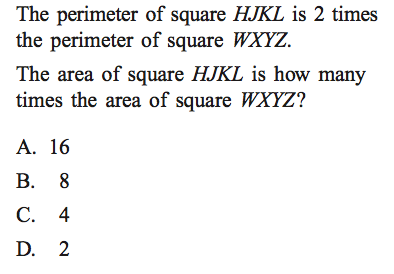 The perimeter of square HJKL is 2 times
the perimeter of square WXYZ.
The area of square HJKL is how many
times the area of square WXYZ?
A. 16
B. 8
C. 4
D. 2